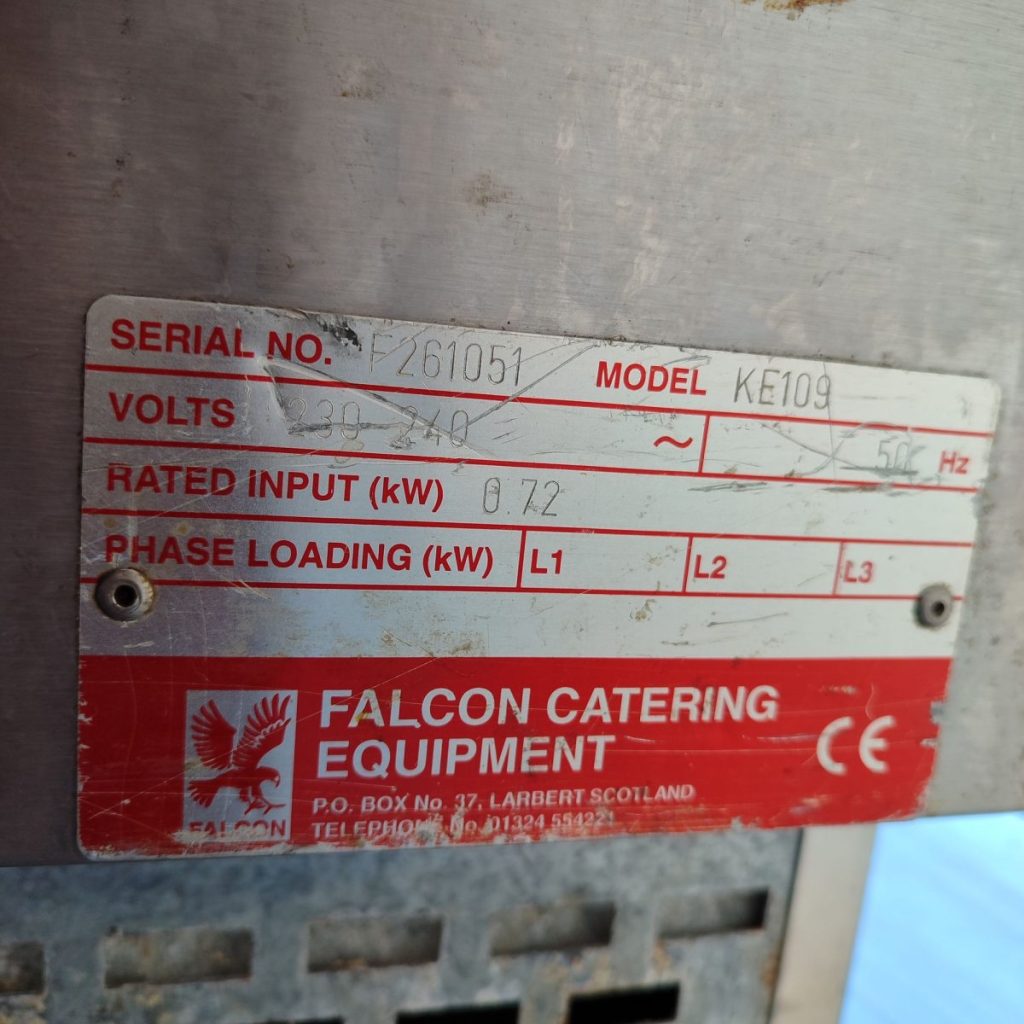 SERIAL NO. F261051 MODEL KE109
VOLTS 230-240 ~ 50 Hz
RATED INPUT (kW) 0.72
PHASE LOADING (kW) L1 L2 L3
FALCON CATERING
EQUIPMENT
CE
P.O. BOX No. 37, LARBERT SCOTLAND
TELEPHONE No. 01324 554221
FALCON